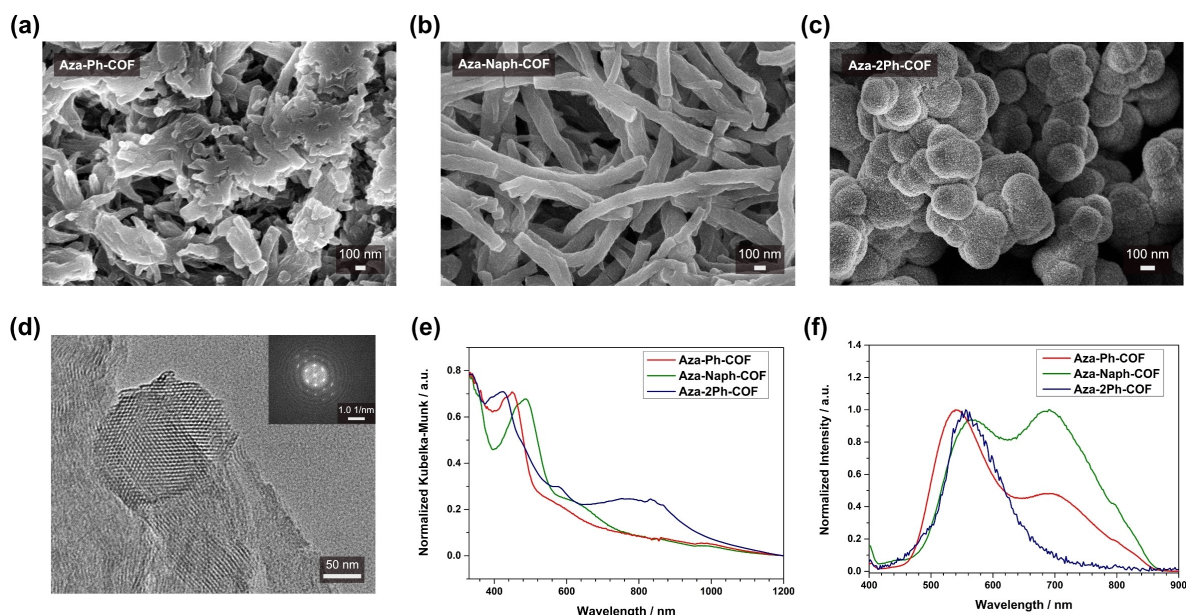 (a)
Aza-Ph-COF
100 nm
(b)
Aza-Naph-COF
100 nm
(c)
Aza-2Ph-COF
100 nm
(d)
1.0 1/nm
50 nm
(e)
Normalized Kubelka-Munk / a.u.
0.8
0.6
0.4
0.2
0.0
Aza-Ph-COF
Aza-Naph-COF
Aza-2Ph-COF
400 600 800 1000 1200
Wavelength / nm
(f)
Normalized Intensity / a.u.
1.4
1.2
1.0
0.8
0.6
0.4
0.2
0.0
Aza-Ph-COF
Aza-Naph-COF
Aza-2Ph-COF
400 500 600 700 800 900
Wavelength / nm